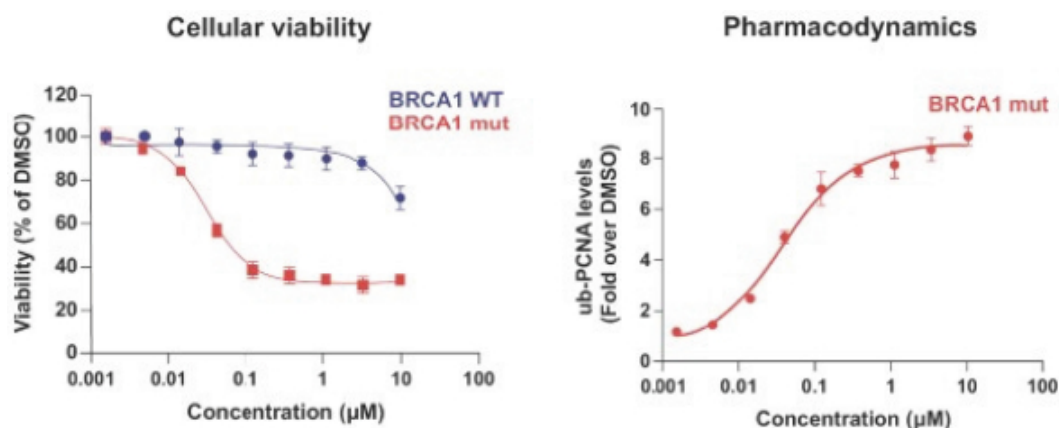 Cellular viability
BRCA1 WT
BRCA1 mut
Viability (% of DMSO)
120
100
80
60
40
20
0
0.001
0.01
0.1
1
10
100
Concentration (µM)
Pharmacodynamics
BRCA1 mut
ub-PCNA levels
(Fold over DMSO)
10
8
6
4
2
0
0.001
0.01
0.1
1
10
100
Concentration (µM)